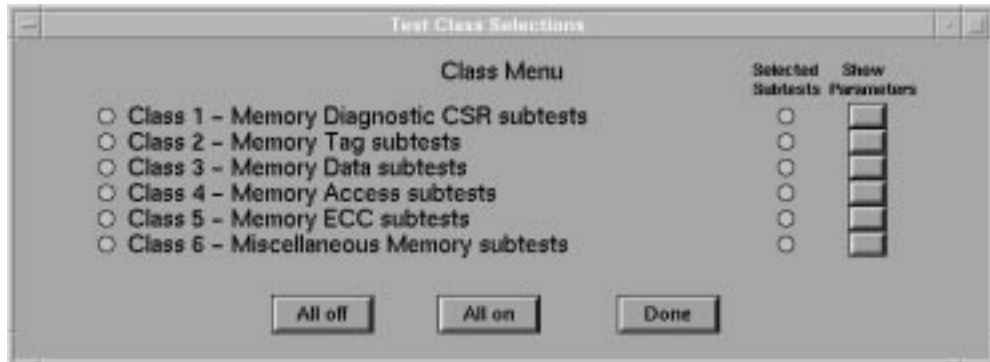 Test Class Selections
Class Menu
Selected Subtests
Show Parameters
Class 1 - Memory Diagnostic CSR subtests
Class 2 - Memory Tag subtests
Class 3 - Memory Data subtests
Class 4 - Memory Access subtests
Class 5 - Memory ECC subtests
Class 6 - Miscellaneous Memory subtests
All off
All on
Done